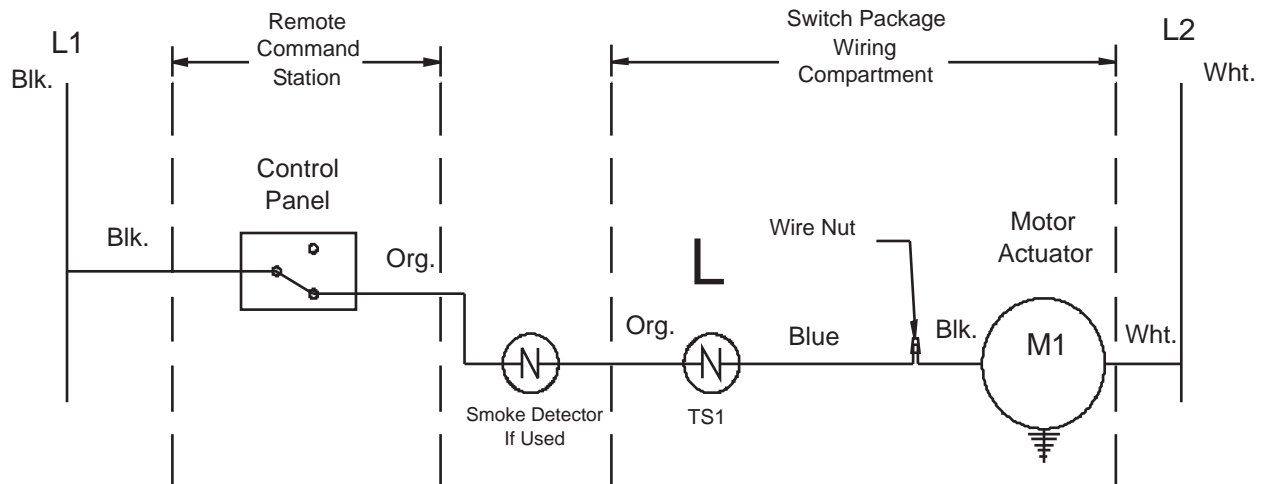 L1
Blk.
Remote
Command
Station
Switch Package
Wiring
Compartment
L2
Wht.
Control
Panel
Blk.
Org.
Wire Nut
Motor
Actuator
L
Org.
Blue
Blk.
M1
Wht.
N
N
Smoke Detector
If Used
TS1